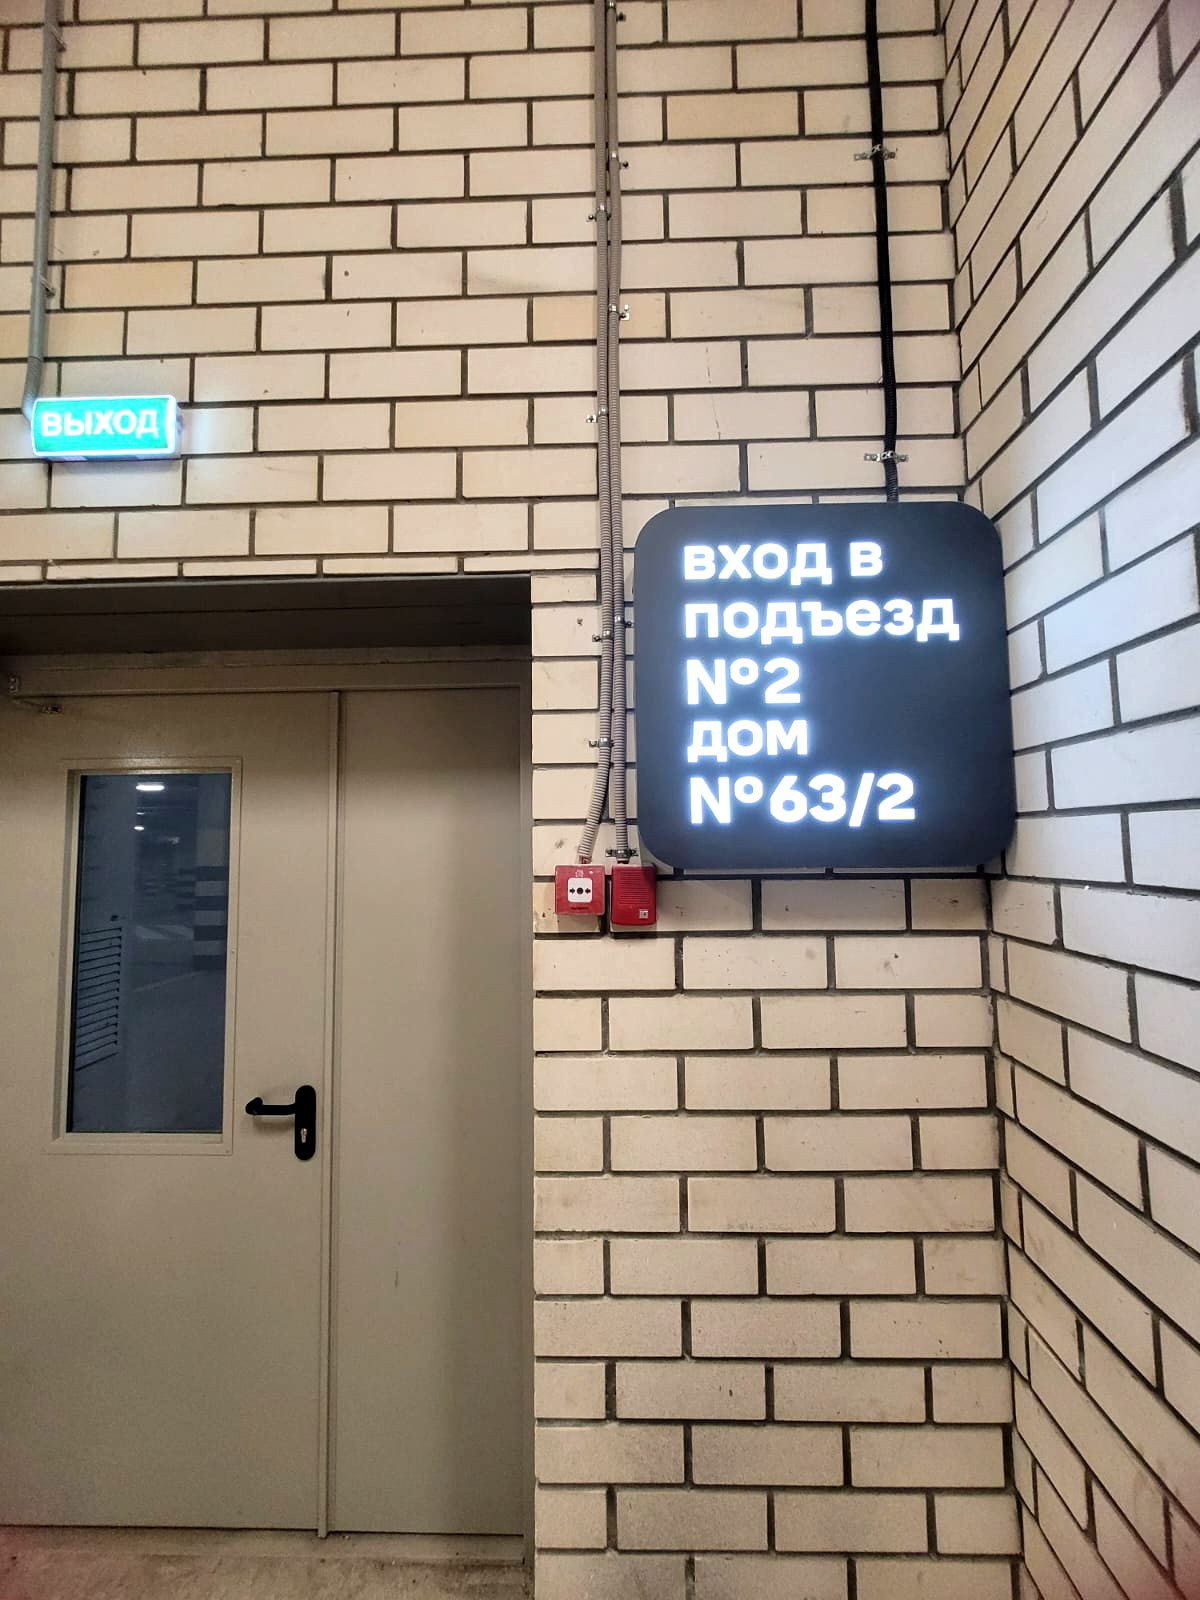 ВЫХОД
вход в
подъезд
№2
дом
№63/2